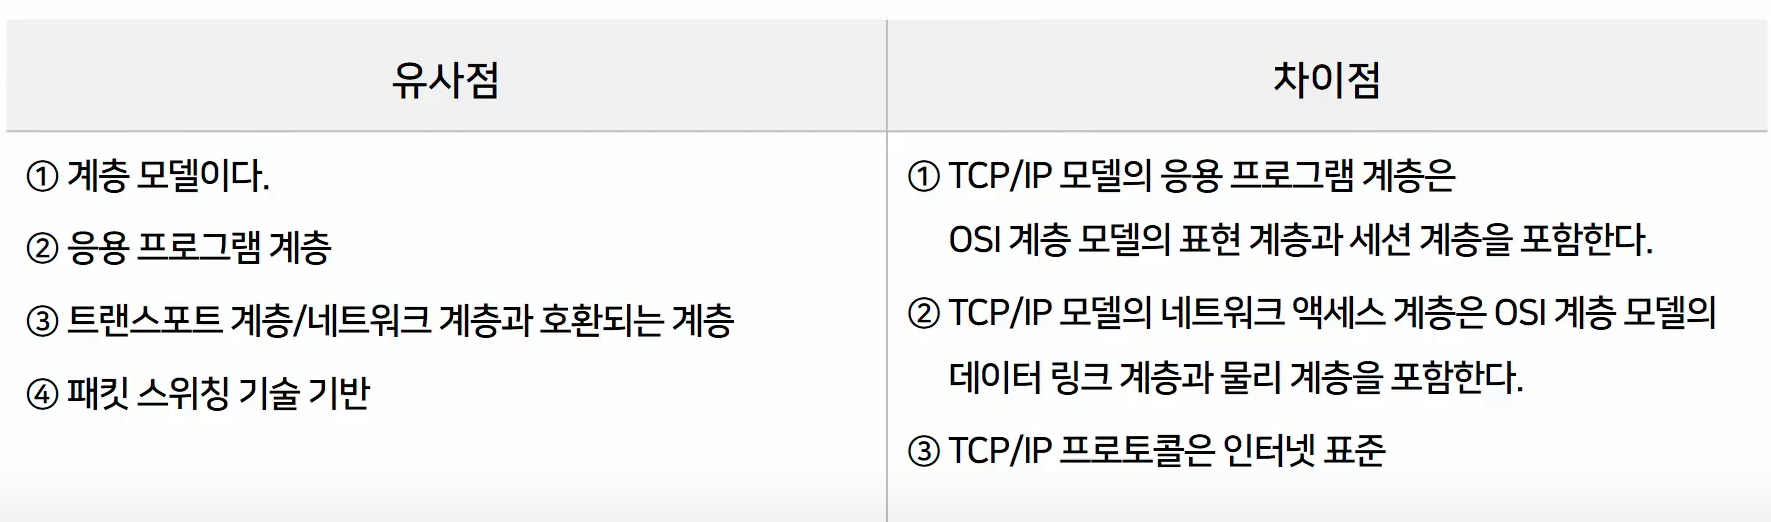 유사점
차이점
① 계층 모델이다.
② 응용 프로그램 계층
③ 트랜스포트 계층/네트워크 계층과 호환되는 계층
④ 패킷 스위칭 기술 기반
① TCP/IP 모델의 응용 프로그램 계층은
OSI 계층 모델의 표현 계층과 세션 계층을 포함한다.
② TCP/IP 모델의 네트워크 액세스 계층은 OSI 계층 모델의
데이터 링크 계층과 물리 계층을 포함한다.
③ TCP/IP 프로토콜은 인터넷 표준